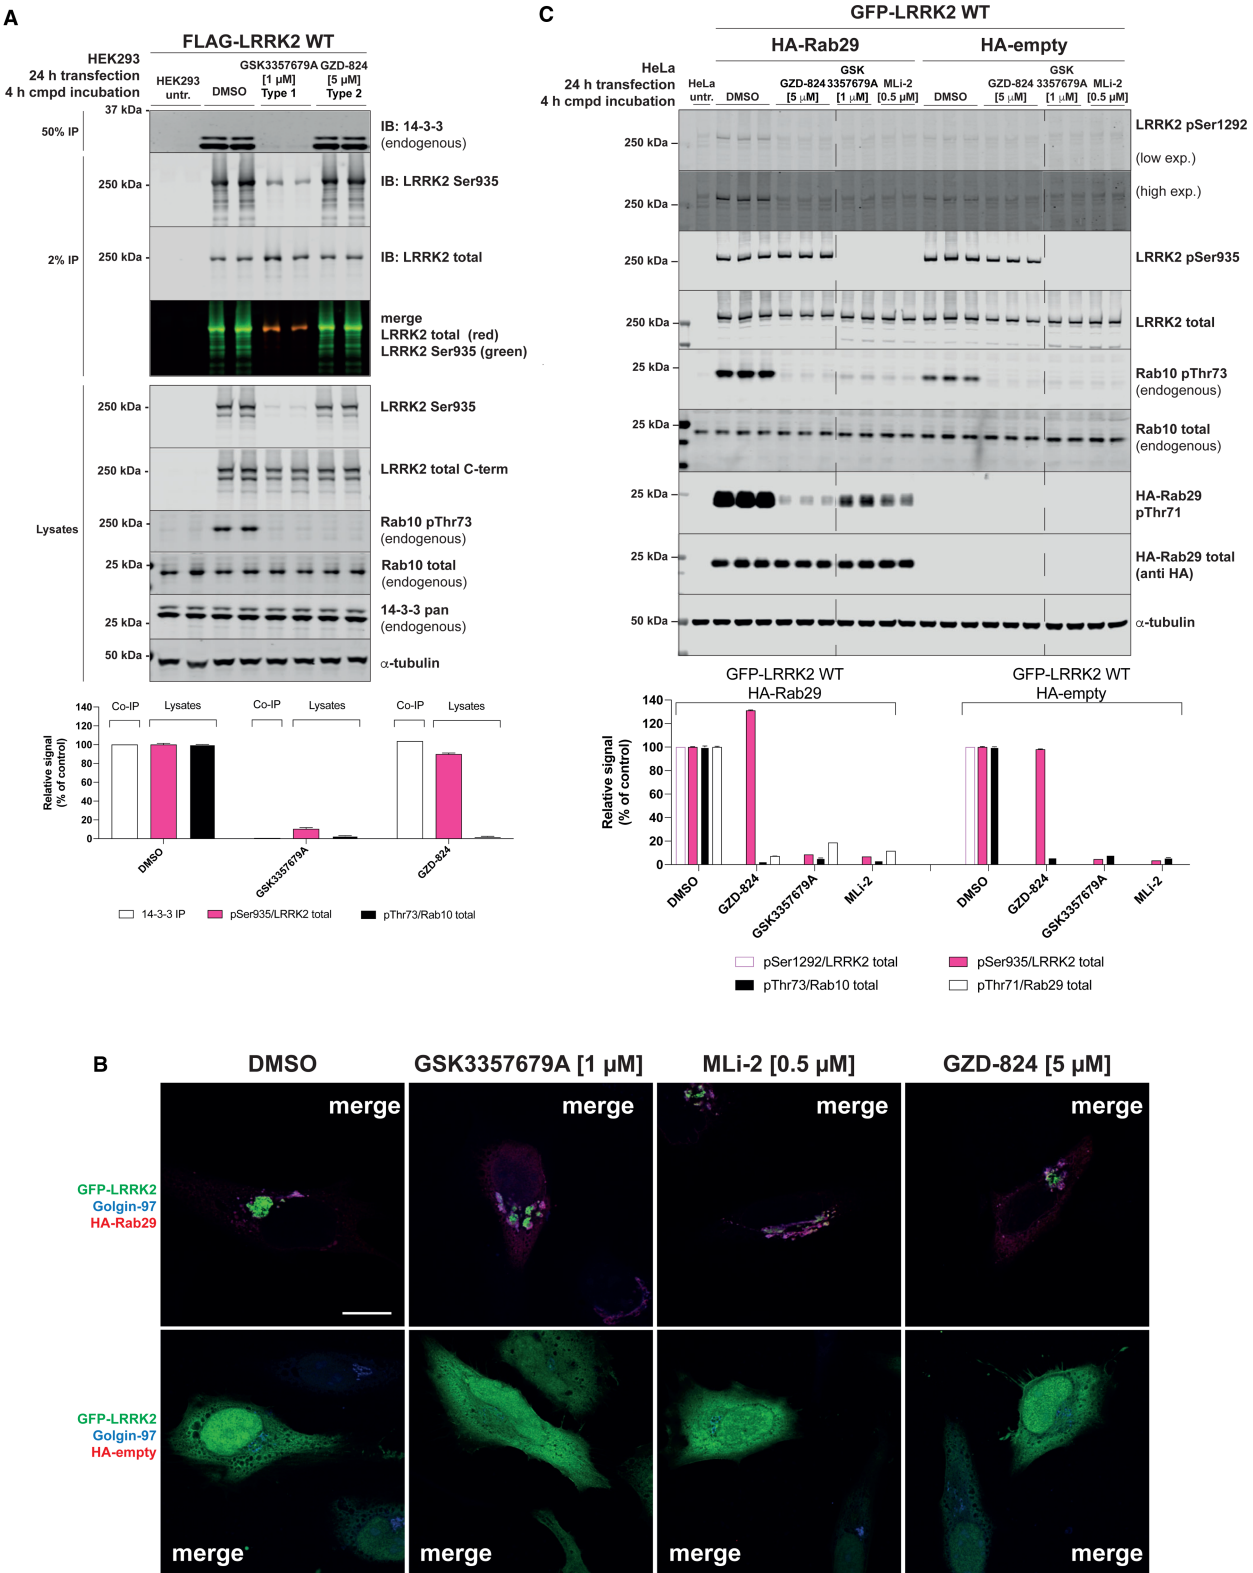 A
FLAG-LRRK2 WT
HEK293
24 h transfection
4 h cmpd incubation
HEK293
untr.
DMSO
GSK3357679A
[1 µM]
Type 1
GZD-824
[5 µM]
Type 2
37 kDa
50% IP
IB: 14-3-3
(endogenous)
250 kDa
IB: LRRK2 Ser935
2% IP
250 kDa
IB: LRRK2 total
merge
LRRK2 total (red)
LRRK2 Ser935 (green)
250 kDa
LRRK2 Ser935
250 kDa
LRRK2 total C-term
Lysates
250 kDa
Rab10 pThr73
(endogenous)
25 kDa
Rab10 total
(endogenous)
25 kDa
14-3-3 pan
(endogenous)
50 kDa
α-tubulin
Relative signal
(% of control)
140
120
100
80
60
40
20
0
Co-IP
Lysates
Co-IP
Lysates
Co-IP
Lysates
DMSO
GSK3357679A
GZD-824
14-3-3 IP
pSer935/LRRK2 total
pThr73/Rab10 total
C
GFP-LRRK2 WT
HA-Rab29
HA-empty
HeLa
24 h transfection
4 h cmpd incubation
HeLa
untr.
DMSO
GZD-824
[5 µM]
GSK
3357679A
[1 µM]
MLi-2
[0.5 µM]
DMSO
GZD-824
[5 µM]
GSK
3357679A
[1 µM]
MLi-2
[0.5 µM]
250 kDa
LRRK2 pSer1292
(low exp.)
250 kDa
(high exp.)
250 kDa
LRRK2 pSer935
250 kDa
LRRK2 total
25 kDa
Rab10 pThr73
(endogenous)
25 kDa
Rab10 total
(endogenous)
25 kDa
HA-Rab29
pThr71
25 kDa
HA-Rab29 total
(anti HA)
50 kDa
α-tubulin
GFP-LRRK2 WT
HA-Rab29
GFP-LRRK2 WT
HA-empty
Relative signal
(% of control)
140
120
100
80
60
40
20
0
DMSO
GZD-824
GSK3357679A
MLi-2
DMSO
GZD-824
GSK3357679A
MLi-2
pSer1292/LRRK2 total
pSer935/LRRK2 total
pThr73/Rab10 total
pThr71/Rab29 total
B
DMSO
GSK3357679A [1 µM]
MLi-2 [0.5 µM]
GZD-824 [5 µM]
GFP-LRRK2
Golgin-97
HA-Rab29
merge
merge
merge
merge
GFP-LRRK2
Golgin-97
HA-empty
merge
merge
merge
merge